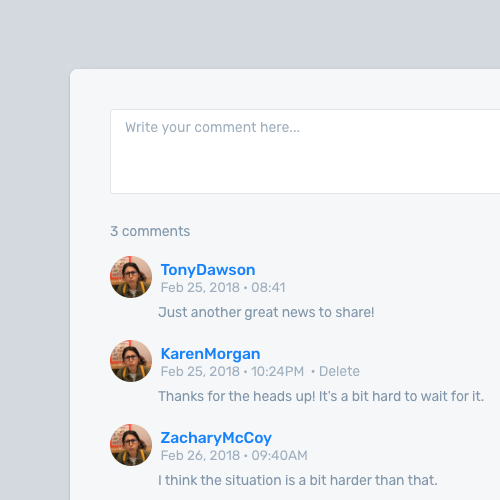 Write your comment here...
3 comments
TonyDawson
Feb 25, 2018 • 08:41
Just another great news to share!
KarenMorgan
Feb 25, 2018 • 10:24PM • Delete
Thanks for the heads up! It's a bit hard to wait for it.
ZacharyMcCoy
Feb 26, 2018 • 09:40AM
I think the situation is a bit harder than that.